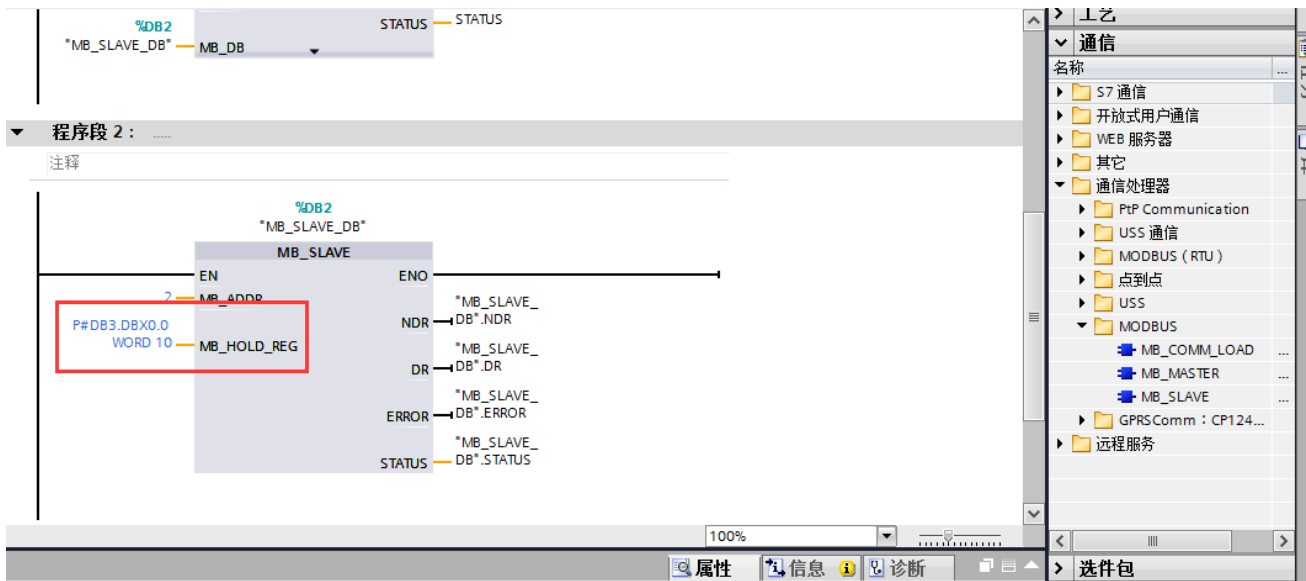 %DB2
"MB_SLAVE_DB"
MB_DB
STATUS
STATUS
程序段 2: .....
注释
%DB2
"MB_SLAVE_DB"
MB_SLAVE
EN
ENO
2
MB_ADDR
P#DB3.DBX0.0
WORD 10
MB_HOLD_REG
NDR
"MB_SLAVE_
DB".NDR
DR
"MB_SLAVE_
DB".DR
ERROR
"MB_SLAVE_
DB".ERROR
STATUS
"MB_SLAVE_
DB".STATUS
100%
属性
信息
诊断
工艺
通信
名称
...
S7 通信
开放式用户通信
WEB 服务器
其它
通信处理器
PtP Communication
USS 通信
MODBUS (RTU)
点到点
USS
MODBUS
MB_COMM_LOAD ...
MB_MASTER ...
MB_SLAVE ...
GPRSComm : CP124...
远程服务
选件包